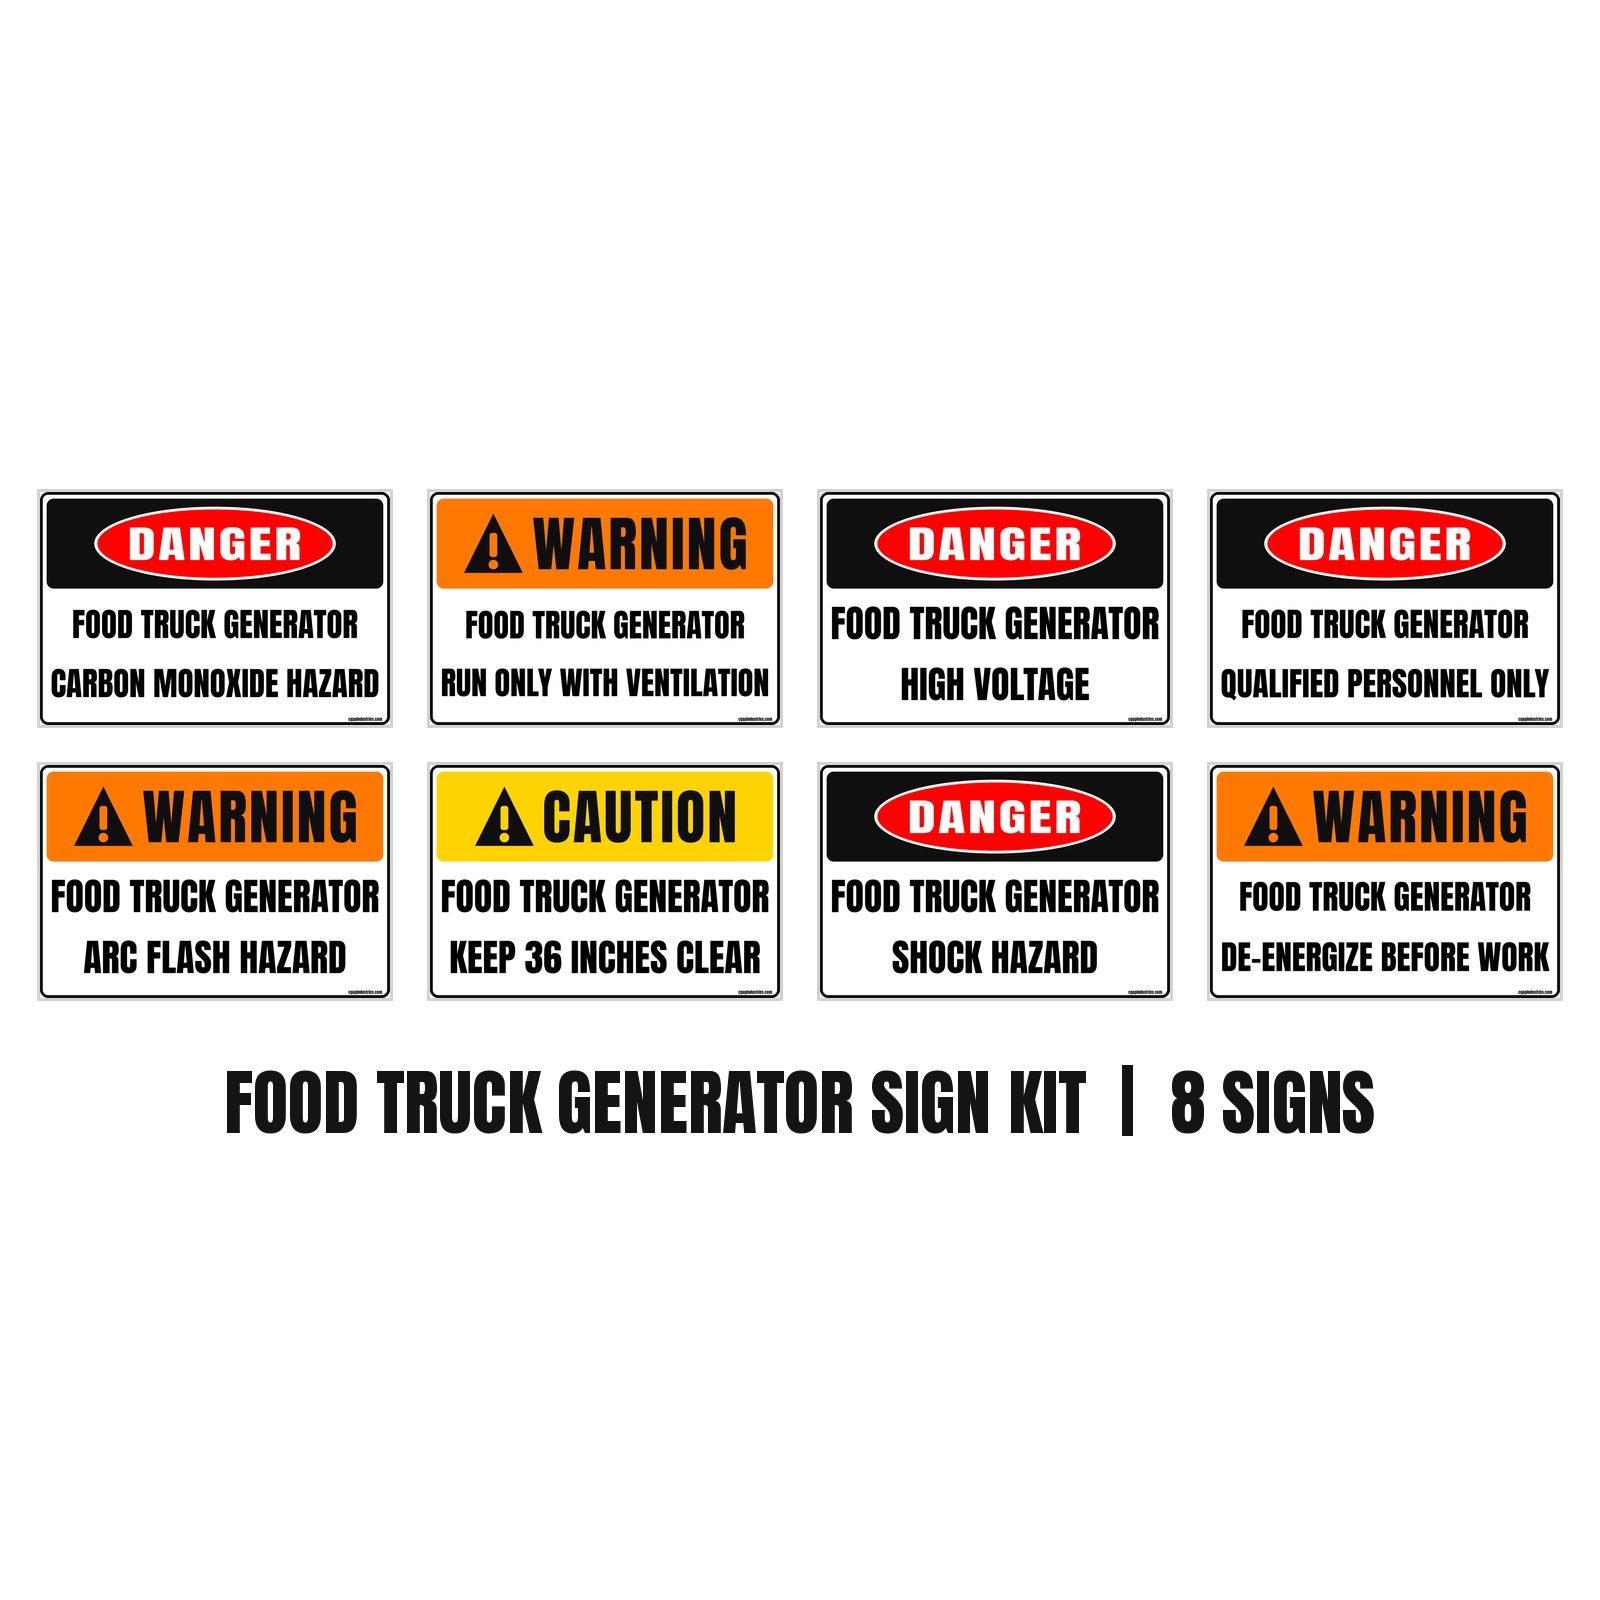 DANGER
FOOD TRUCK GENERATOR
CARBON MONOXIDE HAZARD
WARNING
FOOD TRUCK GENERATOR
RUN ONLY WITH VENTILATION
DANGER
FOOD TRUCK GENERATOR
HIGH VOLTAGE
DANGER
FOOD TRUCK GENERATOR
QUALIFIED PERSONNEL ONLY
WARNING
FOOD TRUCK GENERATOR
ARC FLASH HAZARD
CAUTION
FOOD TRUCK GENERATOR
KEEP 36 INCHES CLEAR
DANGER
FOOD TRUCK GENERATOR
SHOCK HAZARD
WARNING
FOOD TRUCK GENERATOR
DE-ENERGIZE BEFORE WORK
FOOD TRUCK GENERATOR SIGN KIT | 8 SIGNS